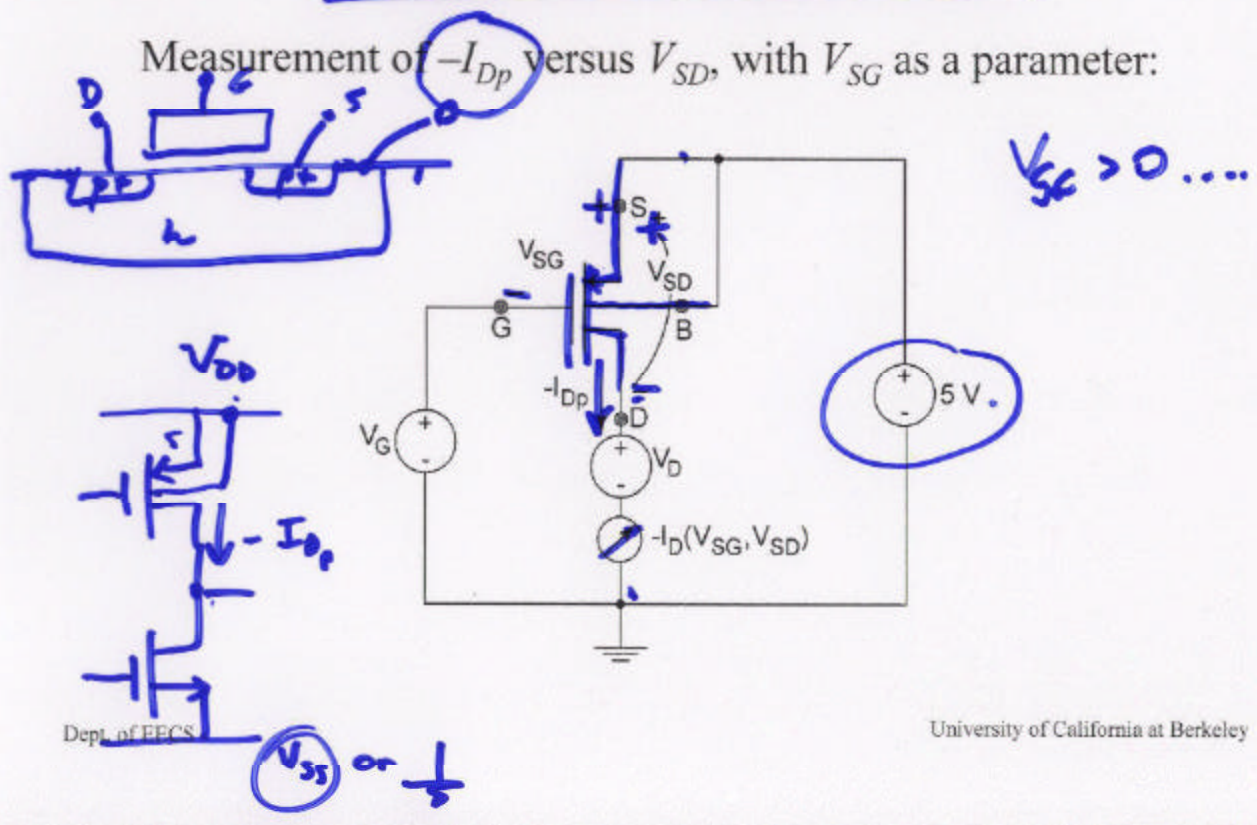 Measurement of –I_Dp versus V_SD, with V_SG as a parameter:
D G S
V_SG > 0 ....
p+ p+
n
+ S +
V_SG V_SD
- G B
V_DD
-I_Dp -
D
S
V_G + - + - V_D + - 5 V.
- I_Dp
-I_D(V_SG, V_SD)
Dept. of EECS
University of California at Berkeley
V_SS or